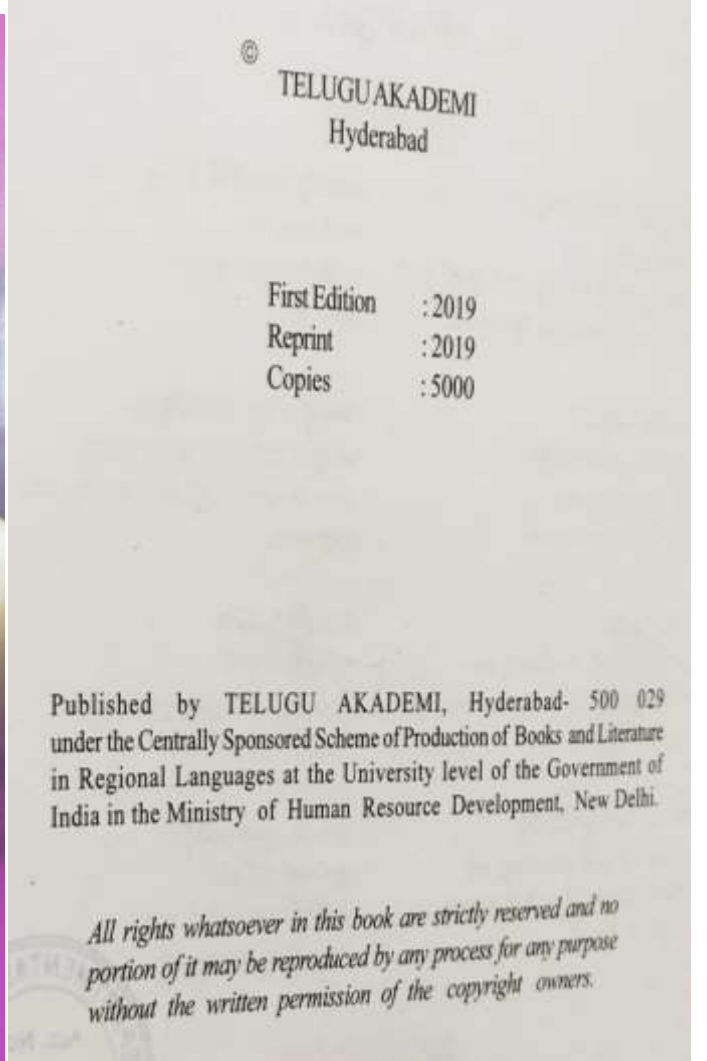 ©
TELUGU AKADEMI
Hyderabad
First Edition : 2019
Reprint : 2019
Copies : 5000
Published by TELUGU AKADEMI, Hyderabad- 500 029
under the Centrally Sponsored Scheme of Production of Books and Literature
in Regional Languages at the University level of the Government of
India in the Ministry of Human Resource Development, New Delhi.
All rights whatsoever in this book are strictly reserved and no
portion of it may be reproduced by any process for any purpose
without the written permission of the copyright owners.